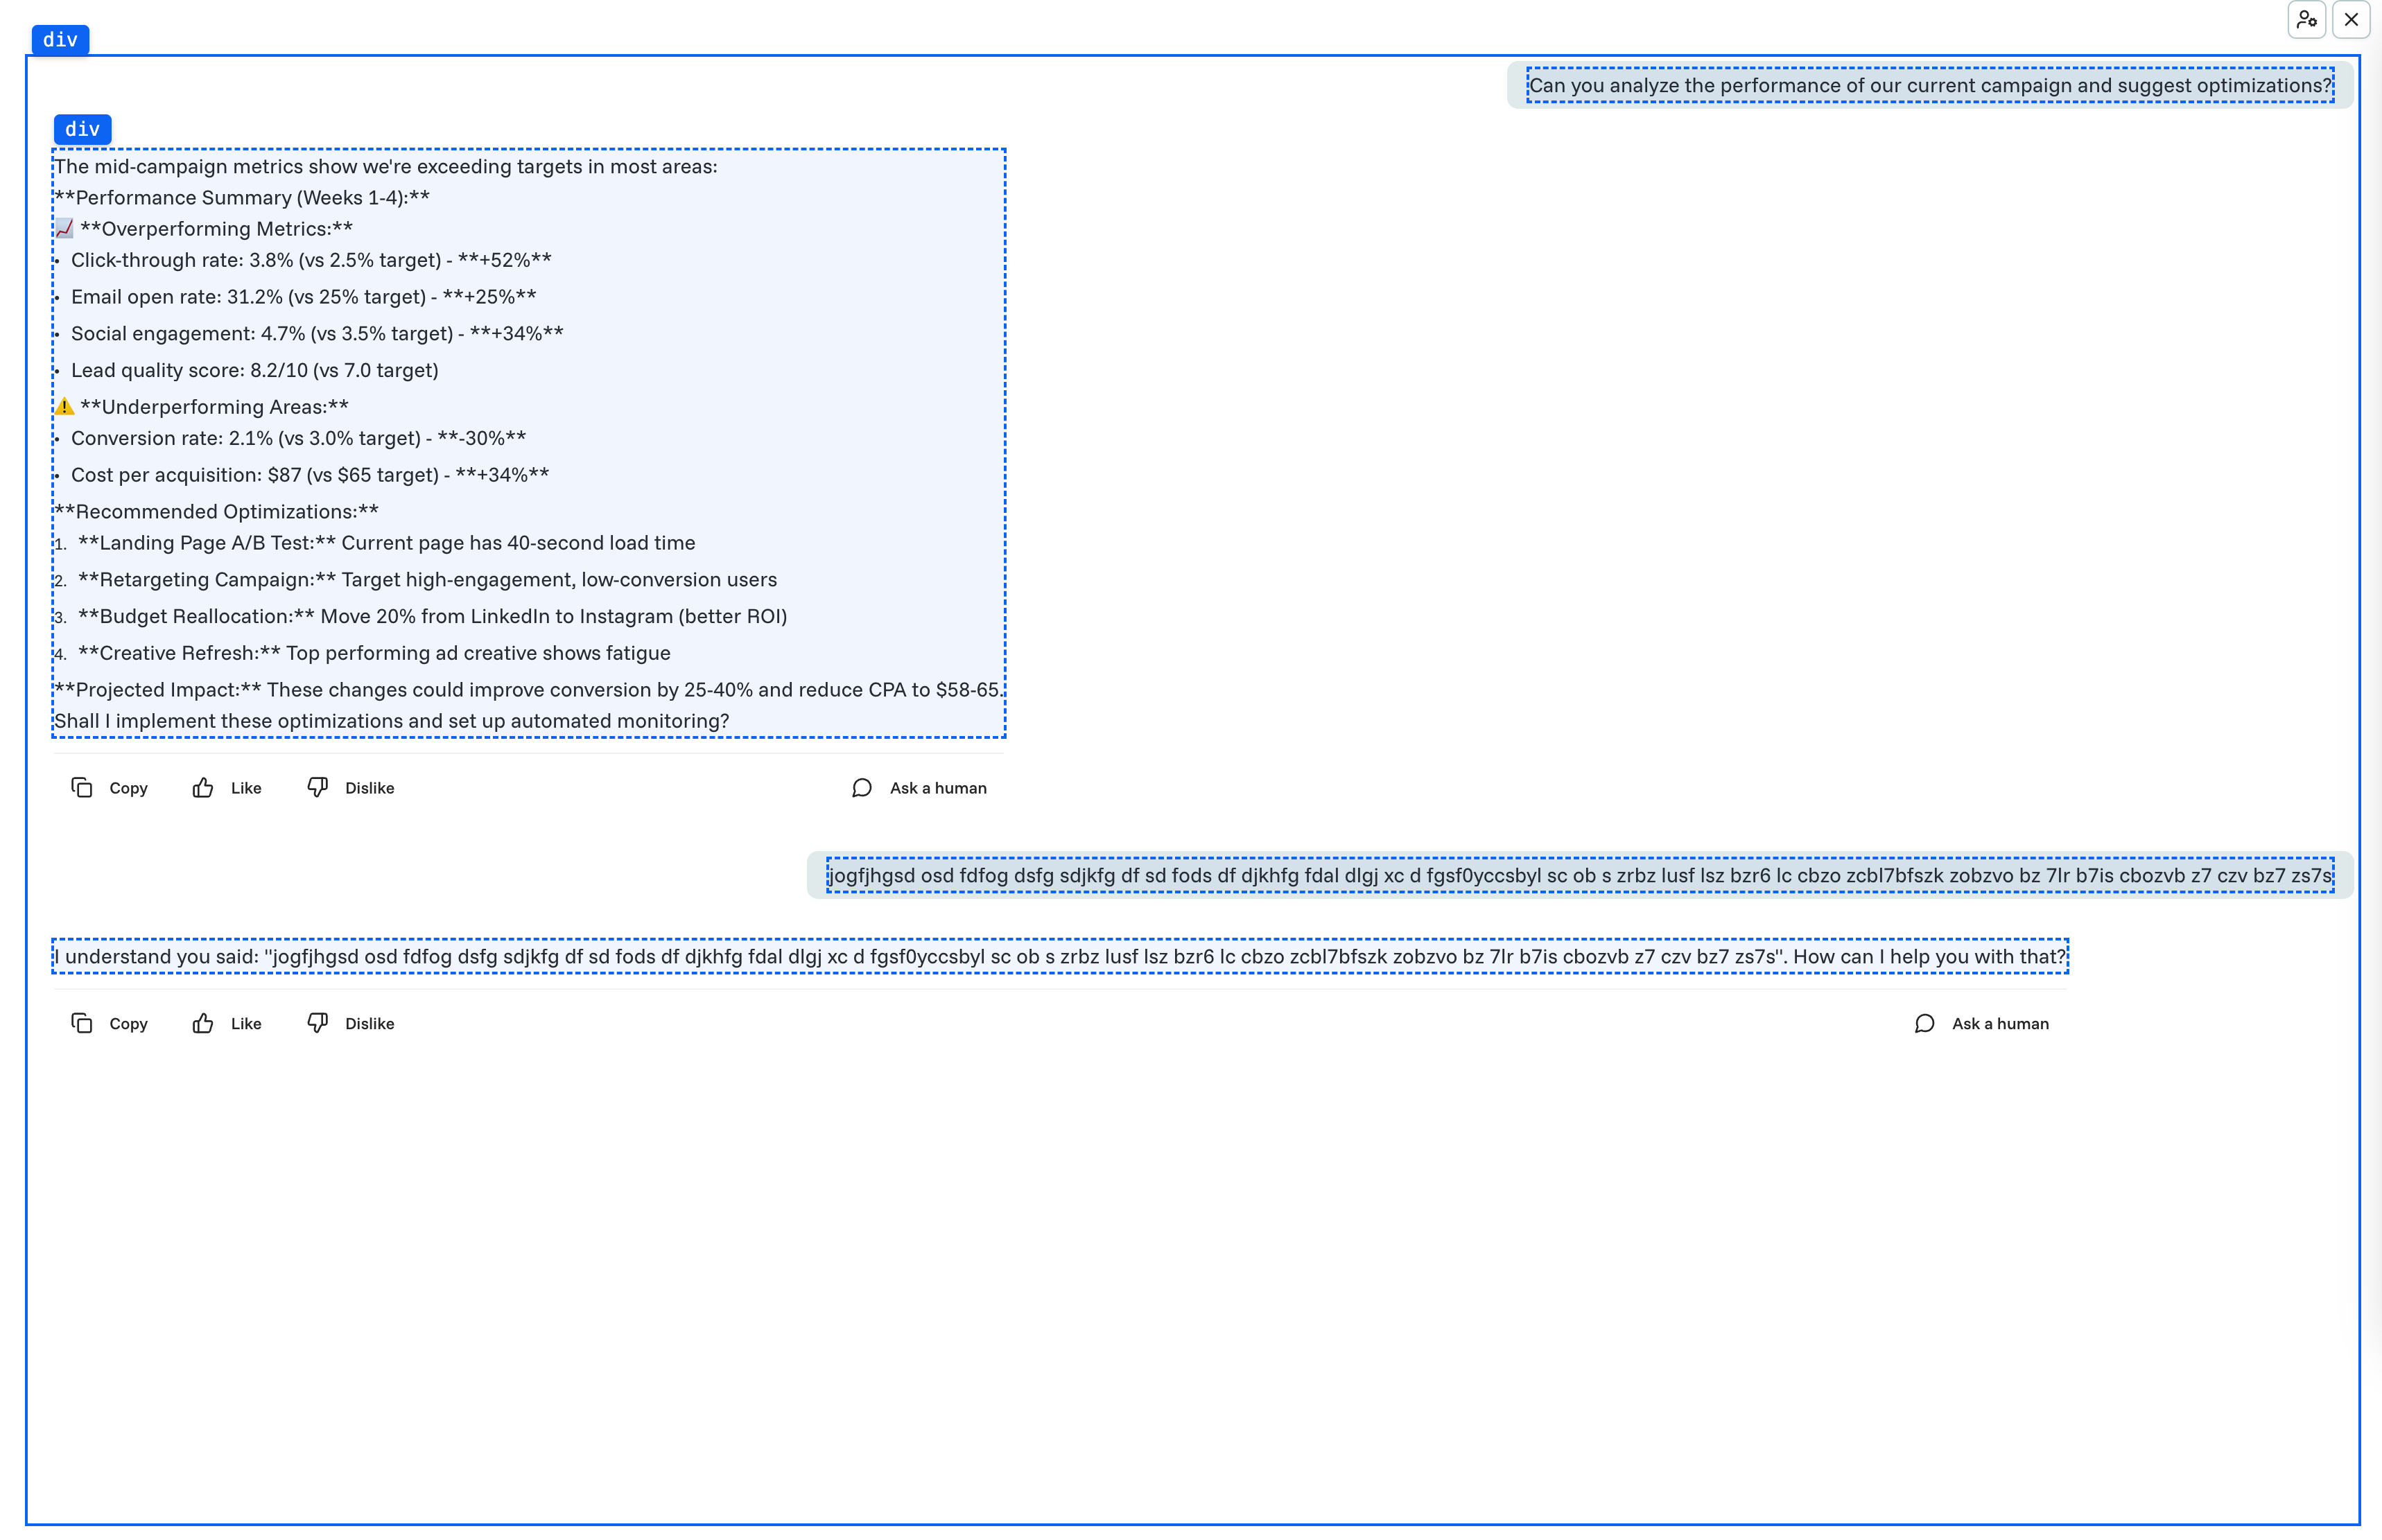 div
Can you analyze the performance of our current campaign and suggest optimizations?
div
The mid-campaign metrics show we're exceeding targets in most areas:
**Performance Summary (Weeks 1-4):**
📈 **Overperforming Metrics:**
• Click-through rate: 3.8% (vs 2.5% target) - **+52%**
• Email open rate: 31.2% (vs 25% target) - **+25%**
• Social engagement: 4.7% (vs 3.5% target) - **+34%**
• Lead quality score: 8.2/10 (vs 7.0 target)
⚠️ **Underperforming Areas:**
• Conversion rate: 2.1% (vs 3.0% target) - **-30%**
• Cost per acquisition: $87 (vs $65 target) - **+34%**
**Recommended Optimizations:**
1. **Landing Page A/B Test:** Current page has 40-second load time
2. **Retargeting Campaign:** Target high-engagement, low-conversion users
3. **Budget Reallocation:** Move 20% from LinkedIn to Instagram (better ROI)
4. **Creative Refresh:** Top performing ad creative shows fatigue
**Projected Impact:** These changes could improve conversion by 25-40% and reduce CPA to $58-65.
Shall I implement these optimizations and set up automated monitoring?
Copy Like Dislike Ask a human
jogfjhgsd osd fdfog dsfg sdjkfg df sd fods df djkhfg fdal dlgj xc d fgsf0yccsbyl sc ob s zrbz lusf lsz bzr6 lc cbzo zcbl7bfszk zobzvo bz 7lr b7is cbozvb z7 czv bz7 zs7s
I understand you said: "jogfjhgsd osd fdfog dsfg sdjkfg df sd fods df djkhfg fdal dlgj xc d fgsf0yccsbyl sc ob s zrbz lusf lsz bzr6 lc cbzo zcbl7bfszk zobzvo bz 7lr b7is cbozvb z7 czv bz7 zs7s". How can I help you with that?
Copy Like Dislike Ask a human